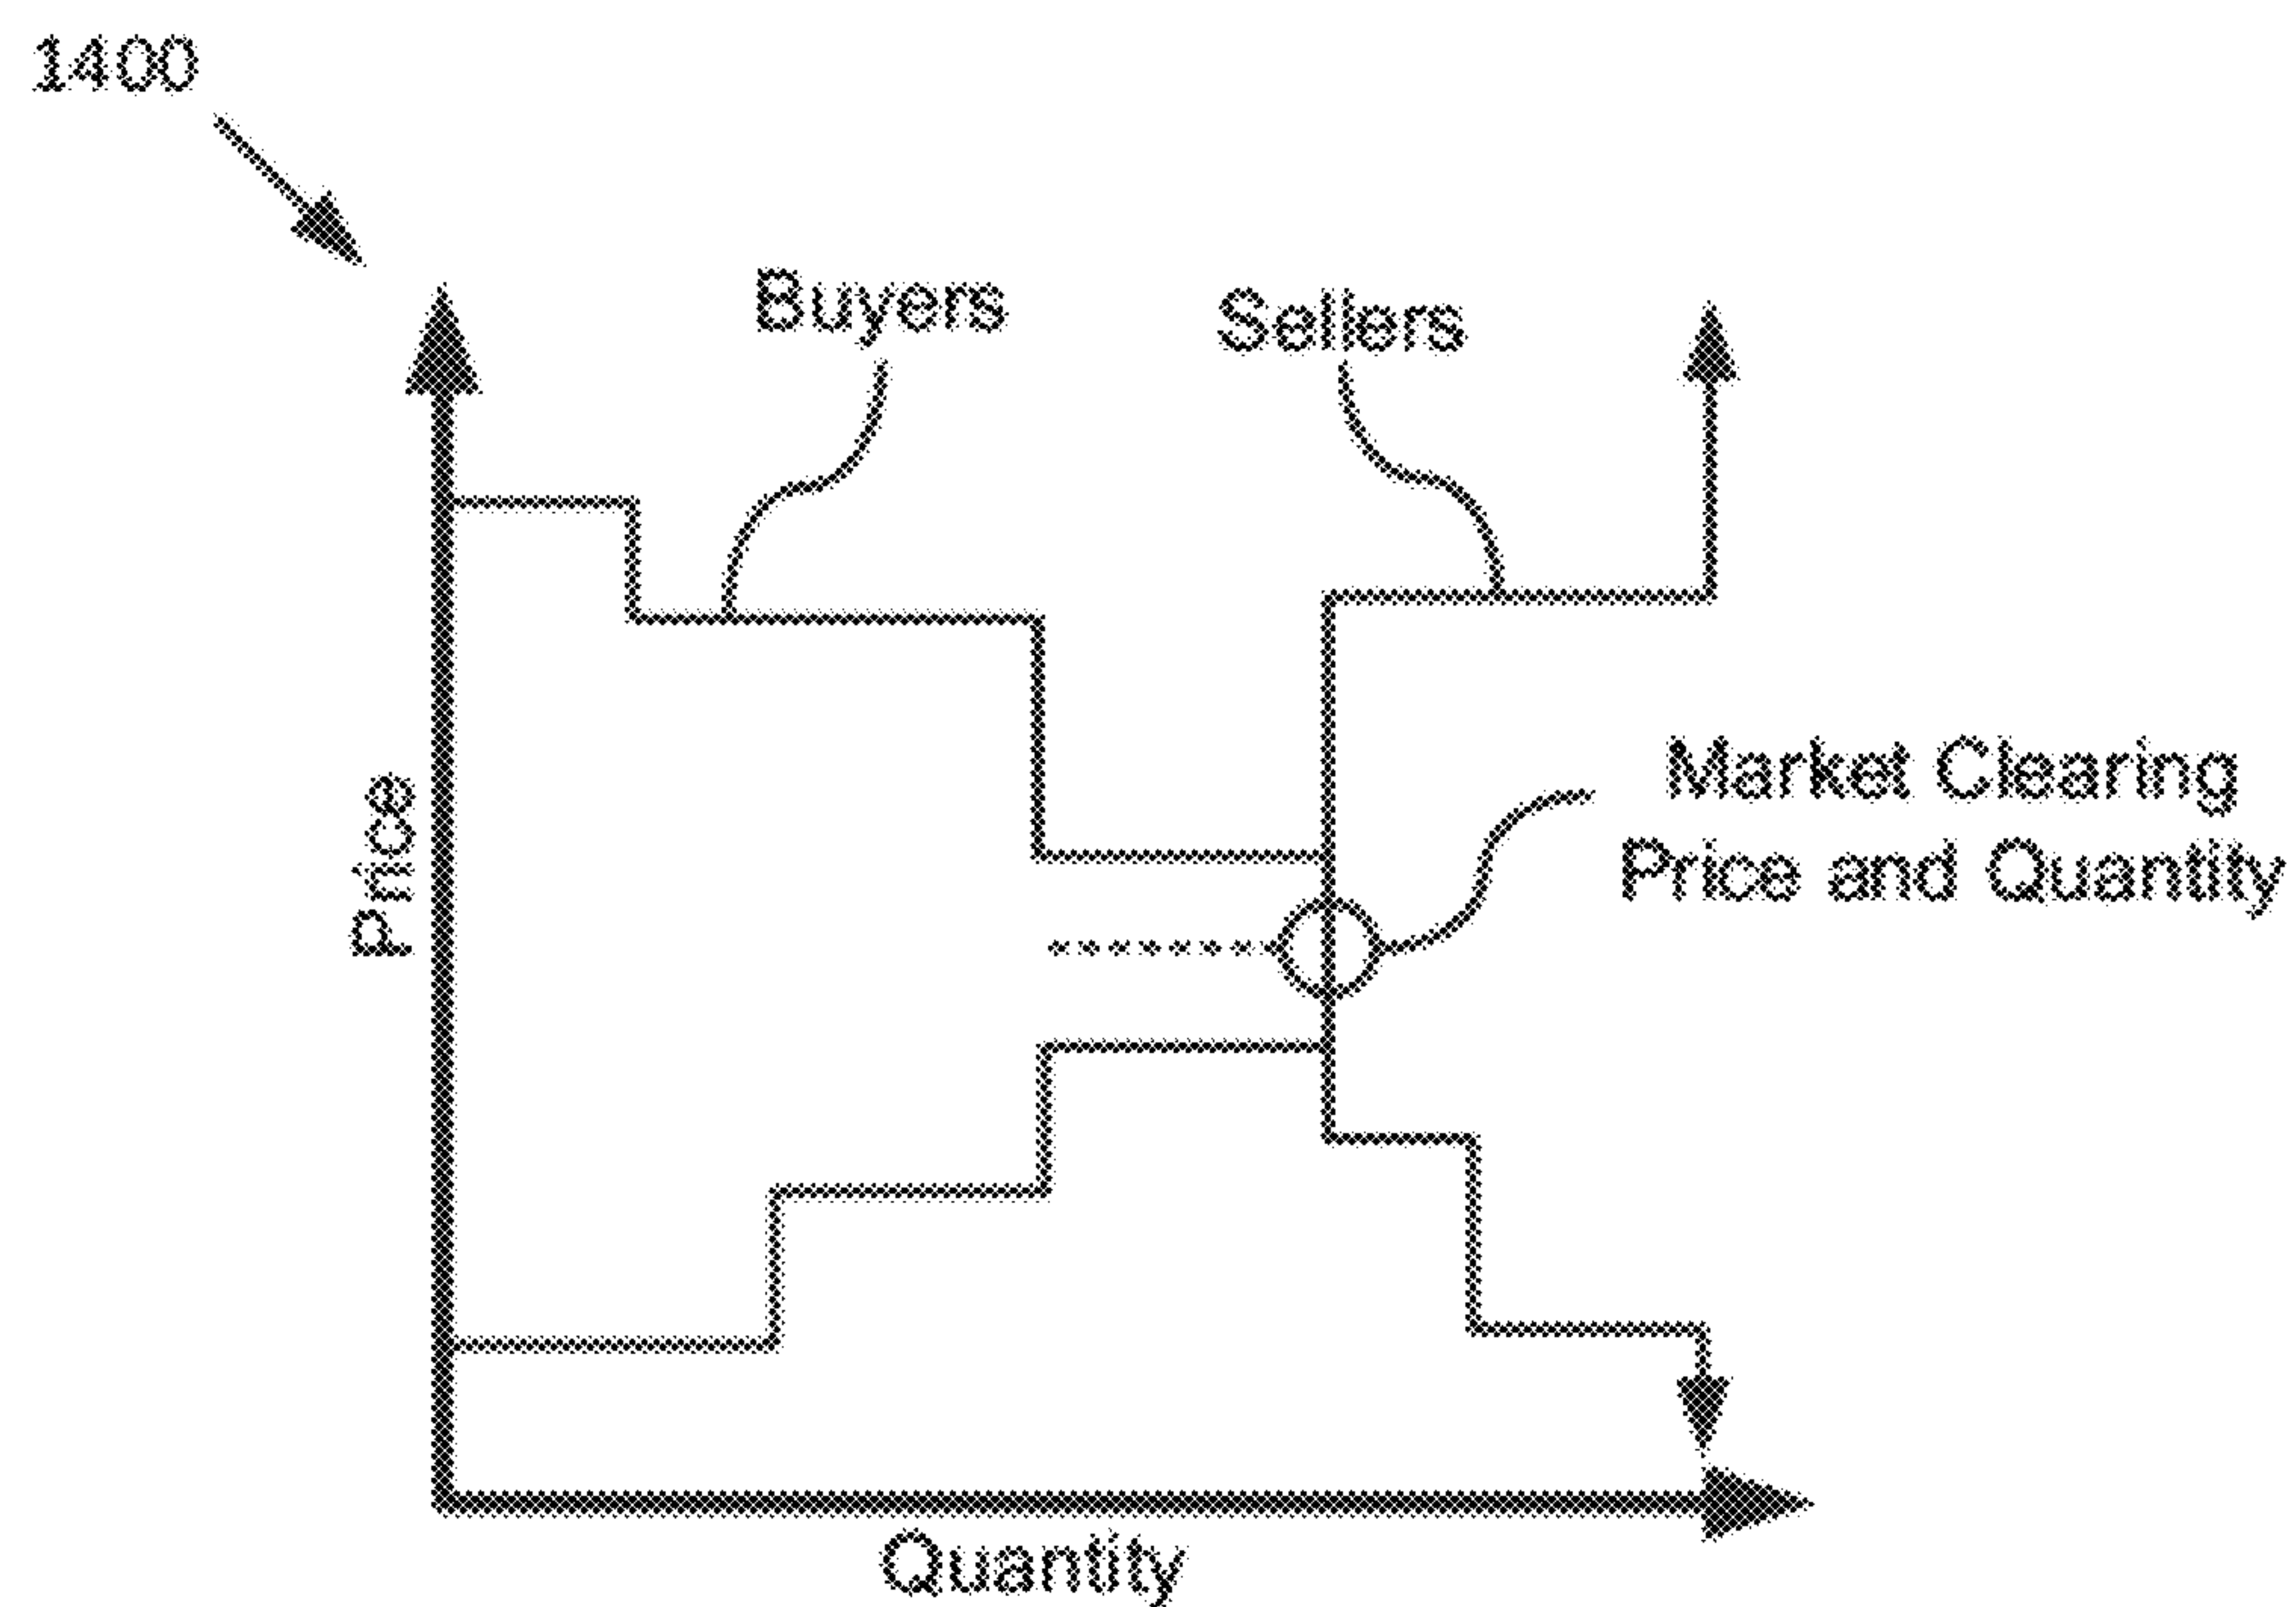 1400
Buyers
Sellers
Price
Market Clearing
Price and Quantity
Quantity